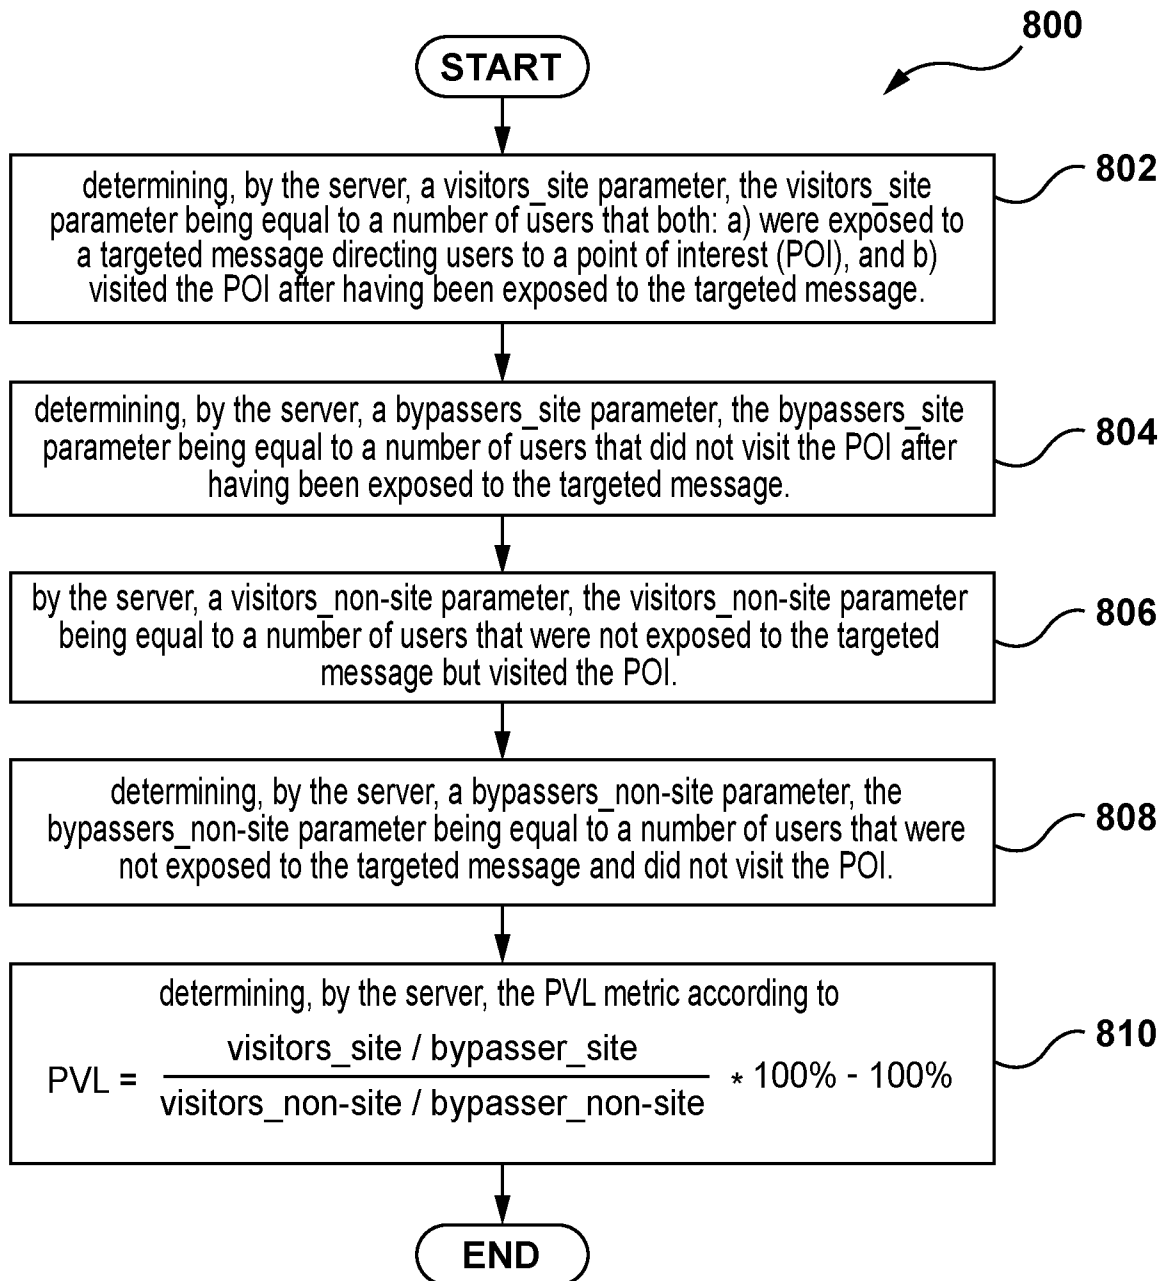 800
START
determining, by the server, a visitors_site parameter, the visitors_site
parameter being equal to a number of users that both: a) were exposed to
a targeted message directing users to a point of interest (POI), and b)
visited the POI after having been exposed to the targeted message.
802
determining, by the server, a bypassers_site parameter, the bypassers_site
parameter being equal to a number of users that did not visit the POI after
having been exposed to the targeted message.
804
by the server, a visitors_non-site parameter, the visitors_non-site parameter
being equal to a number of users that were not exposed to the targeted
message but visited the POI.
806
determining, by the server, a bypassers_non-site parameter, the
bypassers_non-site parameter being equal to a number of users that were
not exposed to the targeted message and did not visit the POI.
808
determining, by the server, the PVL metric according to
visitors_site / bypasser_site
PVL = * 100% - 100%
visitors_non-site / bypasser_non-site
810
END